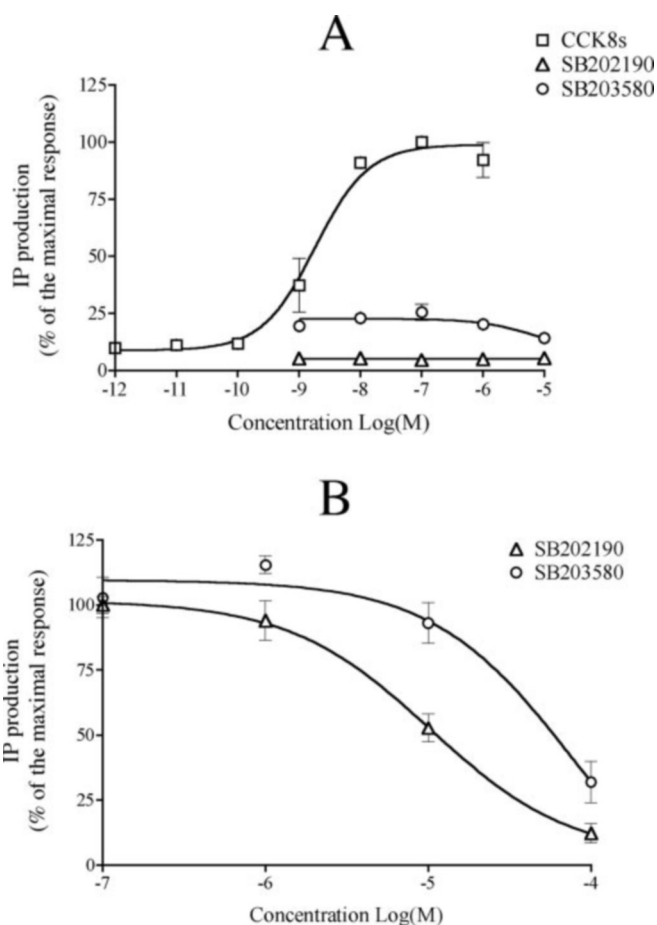 A
CCK8s
SB202190
SB203580
IP production
(% of the maximal response)
125
100
75
50
25
0
-12 -11 -10 -9 -8 -7 -6 -5
Concentration Log(M)
B
SB202190
SB203580
IP production
(% of the maximal response)
125
100
75
50
25
0
-7 -6 -5 -4
Concentration Log(M)